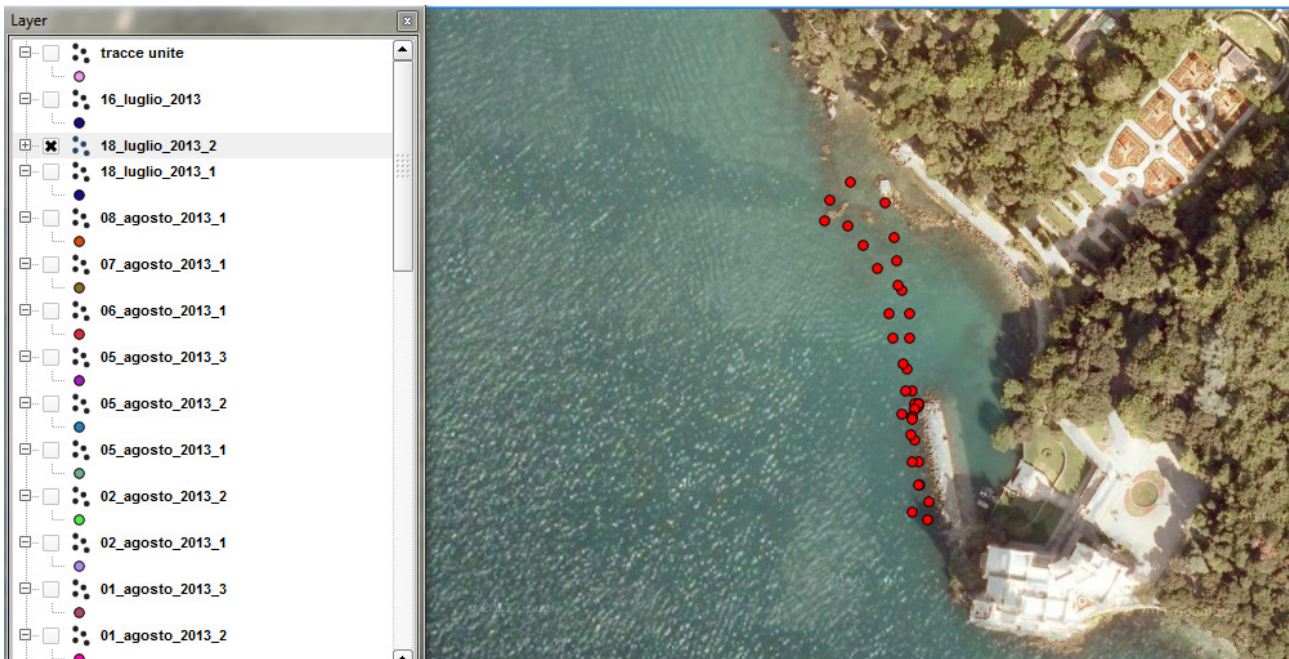 Layer
tracce unite
16_luglio_2013
18_luglio_2013_2
18_luglio_2013_1
08_agosto_2013_1
07_agosto_2013_1
06_agosto_2013_1
05_agosto_2013_3
05_agosto_2013_2
05_agosto_2013_1
02_agosto_2013_2
02_agosto_2013_1
01_agosto_2013_3
01_agosto_2013_2